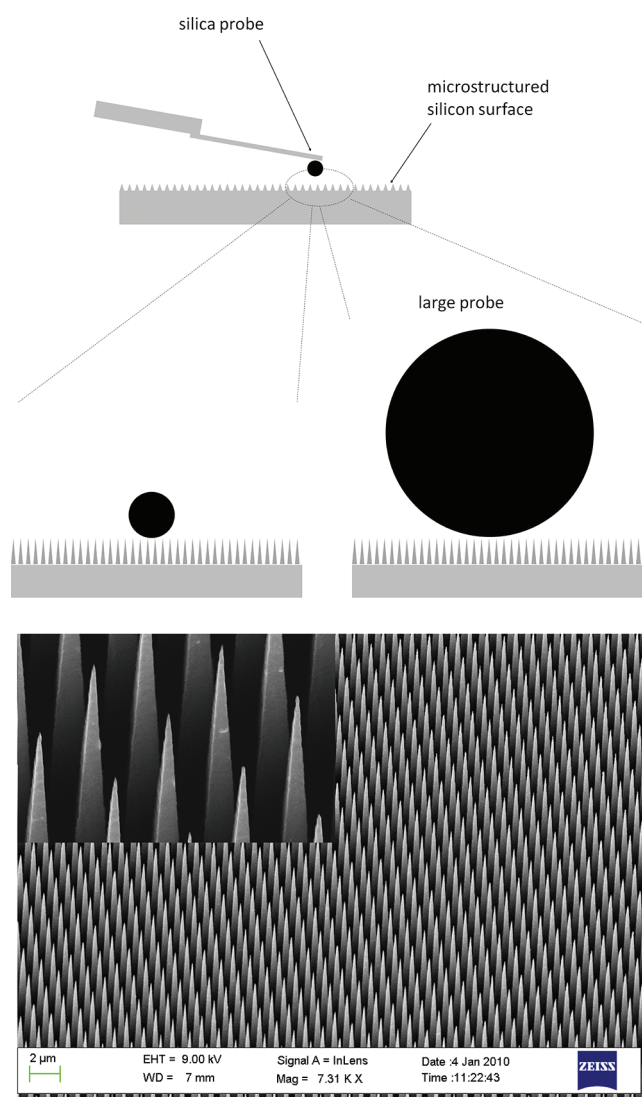 silica probe
microstructured
silicon surface
large probe
2 µm
EHT = 9.00 kV
Signal A = InLens
Date :4 Jan 2010
ZEISS
WD = 7 mm
Mag = 7.31 K X
Time :11:22:43